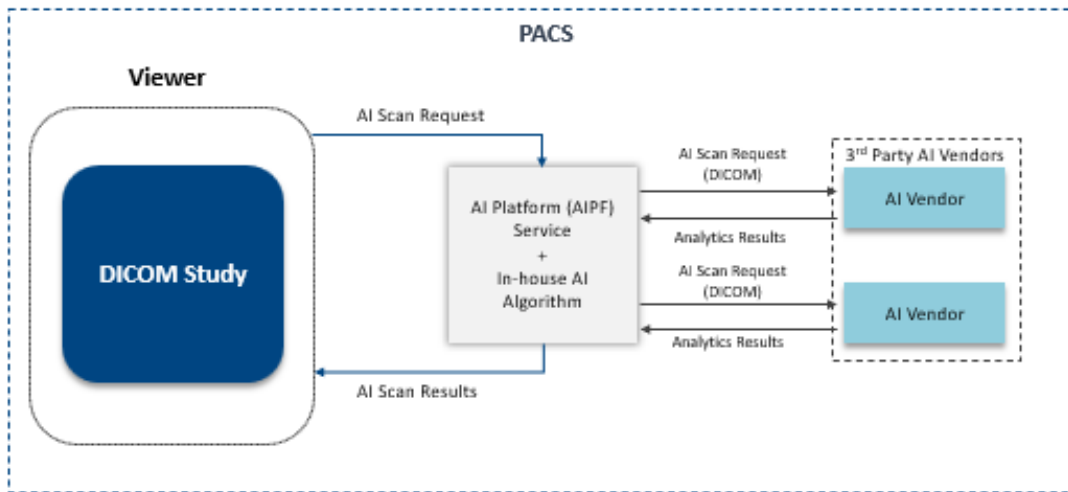 PACS
Viewer
DICOM Study
AI Scan Request
AI Platform (AIPF)
Service
+
In-house AI
Algorithm
AI Scan Results
AI Scan Request
(DICOM)
Analytics Results
AI Scan Request
(DICOM)
Analytics Results
3rd Party AI Vendors
AI Vendor
AI Vendor